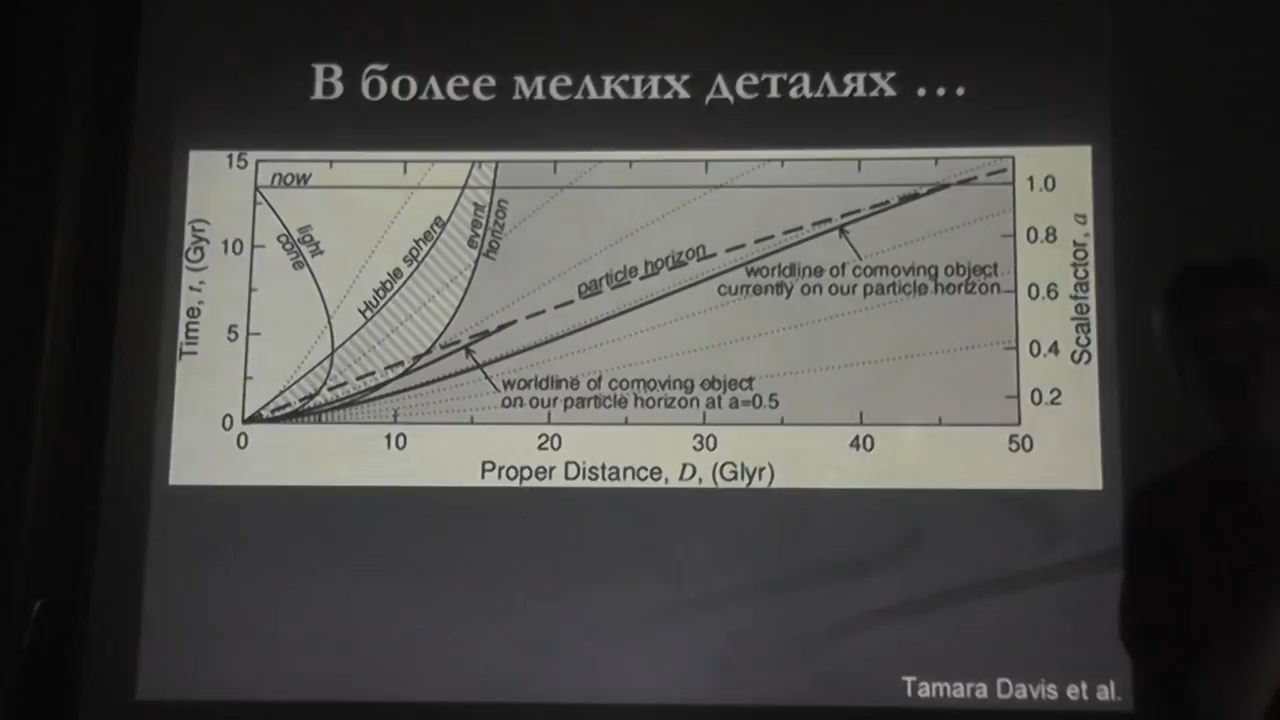 В более мелких деталях ...
15
10
5
0
Time, t, (Gyr)
now
light
cone
Hubble sphere
event
horizon
particle horizon
worldline of comoving object
currently on our particle horizon
worldline of comoving object
on our particle horizon at a=0.5
1.0
0.8
0.6
0.4
0.2
Scalefactor, a
0
10
20
30
40
50
Proper Distance, D, (Glyr)
Tamara Davis et al.